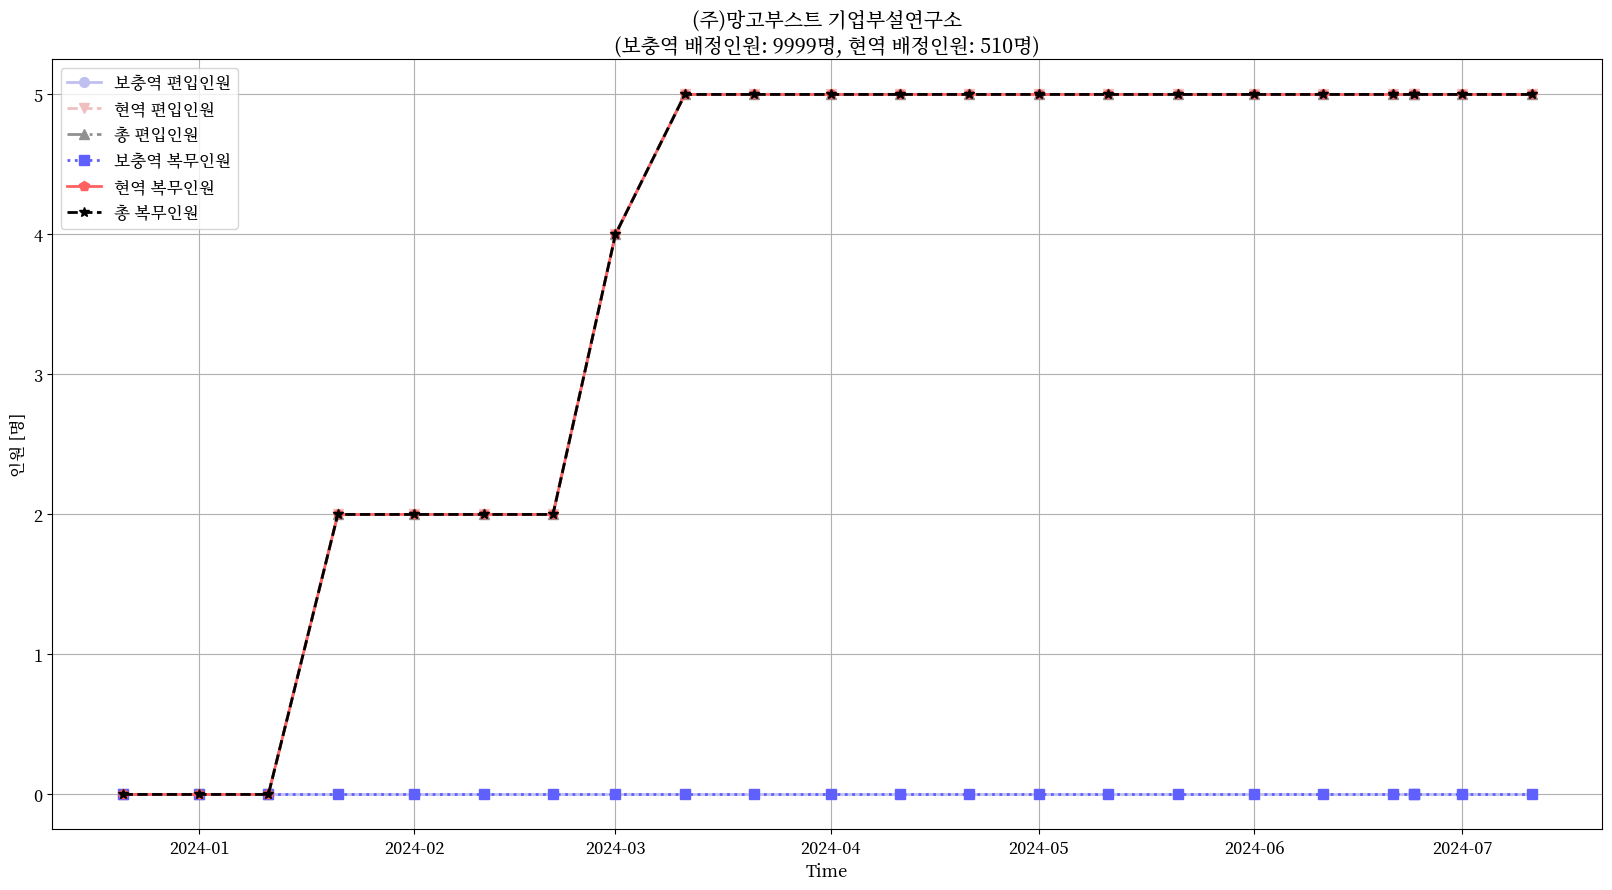 (주)망고부스트 기업부설연구소
(보충역 배정인원: 9999명, 현역 배정인원: 510명)
보충역 편입인원
현역 편입인원
총 편입인원
보충역 복무인원
현역 복무인원
총 복무인원
5
4
3
2
1
0
인원 [명]
2024-01 2024-02 2024-03 2024-04 2024-05 2024-06 2024-07
Time